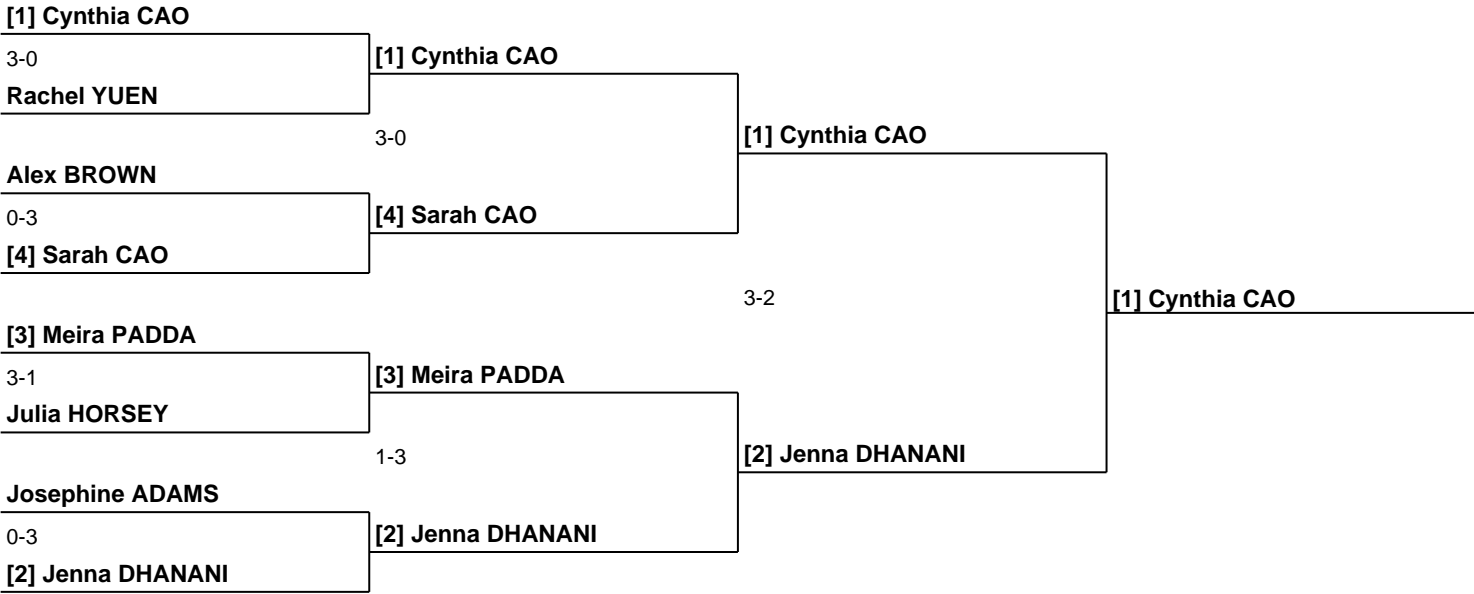 [1] Cynthia CAO
3-0
[1] Cynthia CAO
Rachel YUEN
3-0
[1] Cynthia CAO
Alex BROWN
0-3
[4] Sarah CAO
[4] Sarah CAO
3-2
[1] Cynthia CAO
[3] Meira PADDA
3-1
[3] Meira PADDA
Julia HORSEY
1-3
[2] Jenna DHANANI
Josephine ADAMS
0-3
[2] Jenna DHANANI
[2] Jenna DHANANI